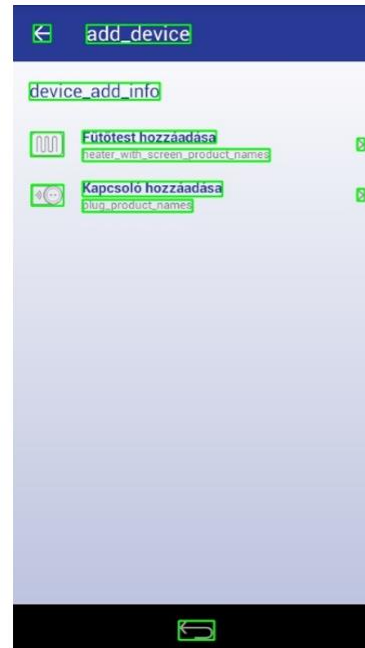 add_device
device_add_info
Fűtőtest hozzáadása
heater_with_screen_product_names
Kapcsoló hozzáadása
plug_product_names